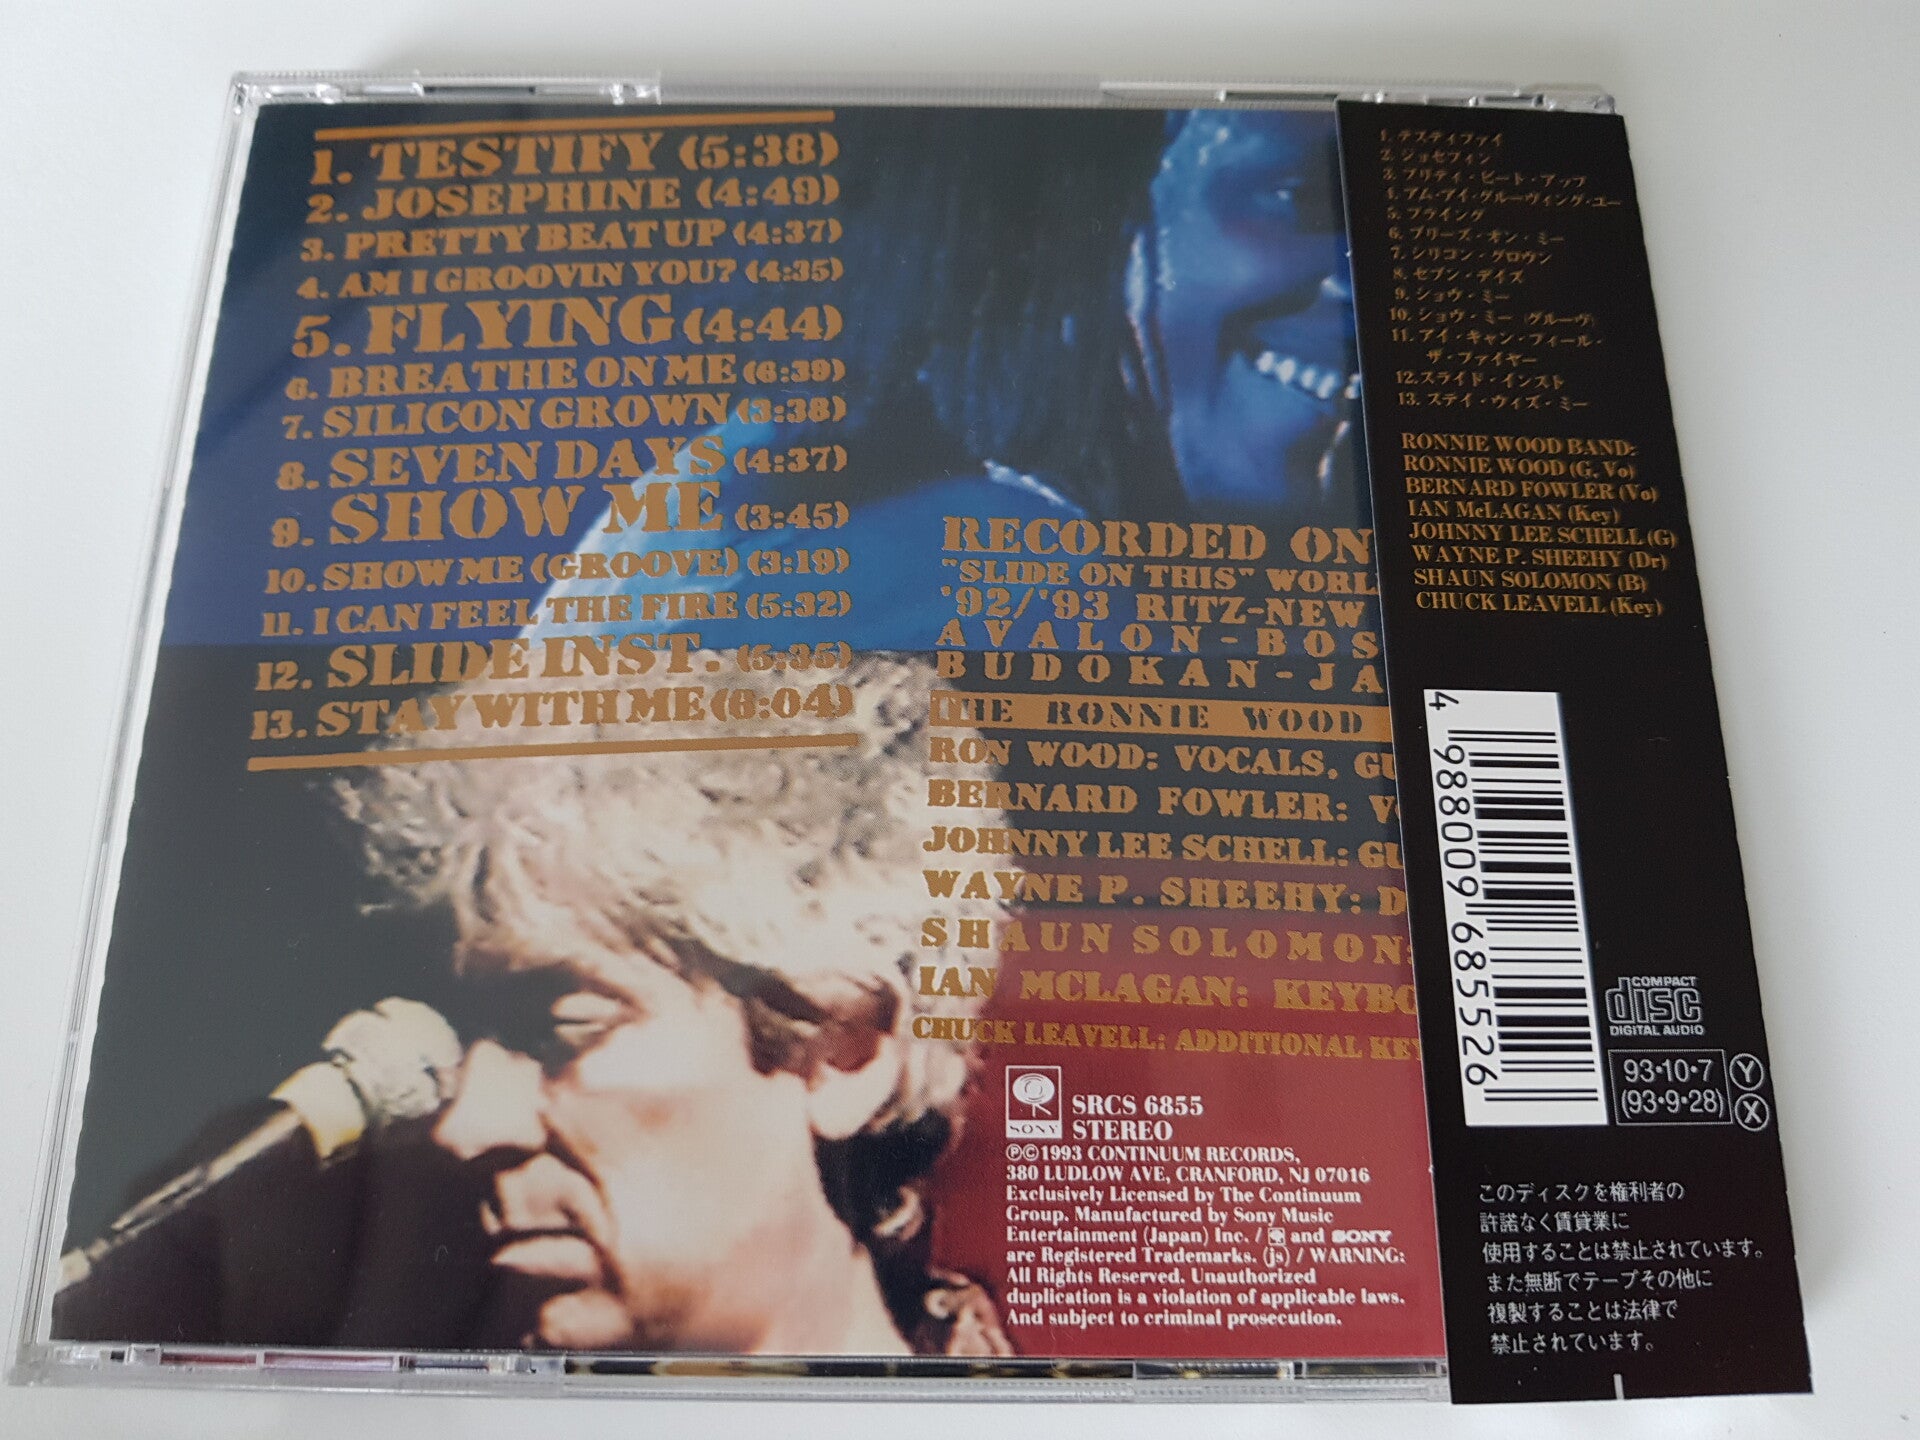 1. TESTIFY (5:38)
2. JOSEPHINE (4:49)
3. PRETTY BEAT UP (4:37)
4. AM I GROOVIN YOU? (4:35)
5. FLYING (4:44)
6. BREATHE ON ME (6:39)
7. SILICON GROWN (3:38)
8. SEVEN DAYS (4:37)
9. SHOW ME (3:45)
10. SHOW ME (GROOVE) (3:19)
11. I CAN FEEL THE FIRE (5:32)
12. SLIDE INST. (5:35)
13. STAY WITH ME (6:04)
RECORDED ON
"SLIDE ON THIS" WORL
'92/'93 RITZ-NEW
AVALON-BOS
BUDOKAN-JA
THE RONNIE WOOD
RON WOOD: VOCALS, GU
BERNARD FOWLER: V
JOHNNY LEE SCHELL: GU
WAYNE P. SHEEHY: D
SHAUN SOLOMON:
IAN MCLAGAN: KEYBO
CHUCK LEAVELL: ADDITIONAL KEY
SONY
SRCS 6855
STEREO
Ⓟ©1993 CONTINUUM RECORDS,
380 LUDLOW AVE, CRANFORD, NJ 07016
Exclusively Licensed by The Continuum
Group. Manufactured by Sony Music
Entertainment (Japan) Inc. / and SONY
are Registered Trademarks. (js) / WARNING:
All Rights Reserved. Unauthorized
duplication is a violation of applicable laws.
And subject to criminal prosecution.
1. テスティファイ
2. ジョセフィン
3. プリティ・ビート・アップ
4. アム・アイ・グルーヴィング・ユー
5. フライング
6. ブリーズ・オン・ミー
7. シリコン・グロウン
8. セブン・デイズ
9. ショウ・ミー
10. ショウ・ミー (グルーヴ)
11. アイ・キャン・フィール・
ザ・ファイヤー
12. スライド・インスト
13. ステイ・ウィズ・ミー
RONNIE WOOD BAND:
RONNIE WOOD (G, Vo)
BERNARD FOWLER (Vo)
IAN McLAGAN (Key)
JOHNNY LEE SCHELL (G)
WAYNE P. SHEEHY (Dr)
SHAUN SOLOMON (B)
CHUCK LEAVELL (Key)
4 988009 685526
COMPACT
disc
DIGITAL AUDIO
93・10・7 Y
(93・9・28) X
このディスクを権利者の
許諾なく賃貸業に
使用することは禁止されています。
また無断でテープその他に
複製することは法律で
禁止されています。